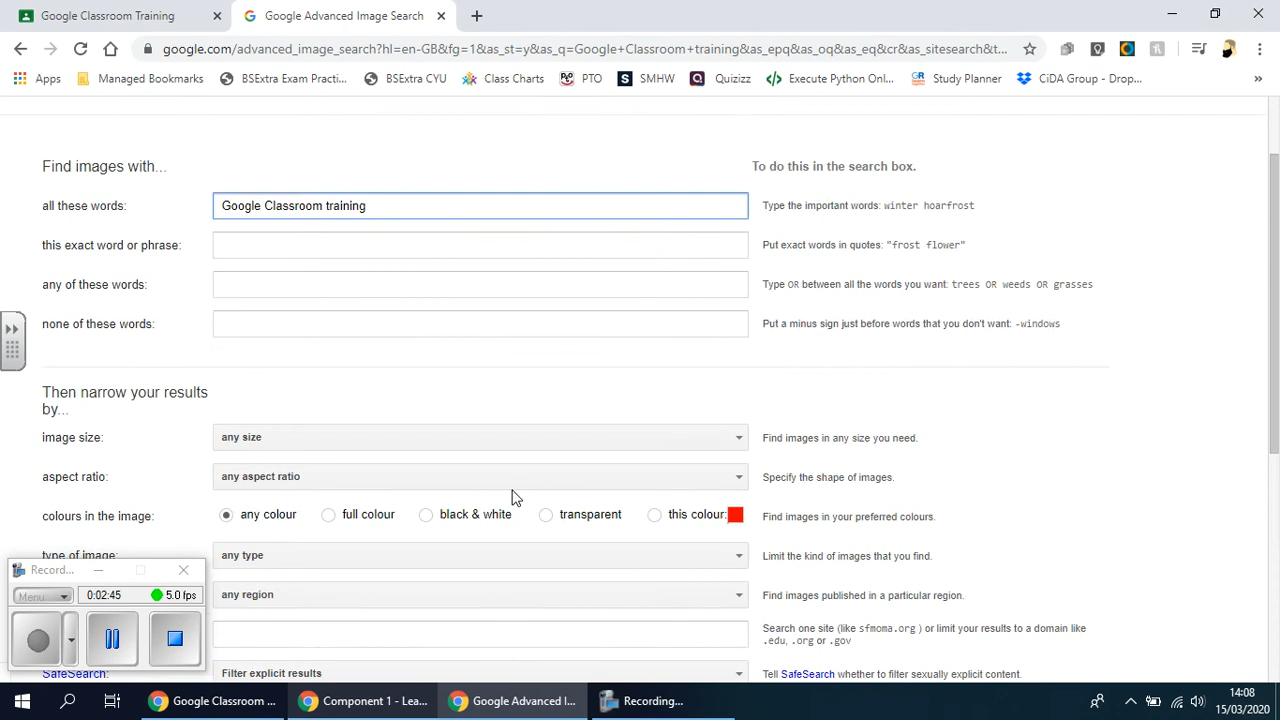 Google Classroom Training
Google Advanced Image Search
google.com/advanced_image_search?hl=en-GB&fg=1&as_st=y&as_q=Google+Classroom+training&as_epq&as_oq&as_eq&cr&as_sitesearch&t...
Apps Managed Bookmarks BSExtra Exam Practi... BSExtra CYU Class Charts PTO SMHW Quizizz Execute Python Onl... Study Planner CiDA Group - Drop... »
Find images with... To do this in the search box.
all these words: Google Classroom training Type the important words: winter hoarfrost
this exact word or phrase: Put exact words in quotes: "frost flower"
any of these words: Type OR between all the words you want: trees OR weeds OR grasses
none of these words: Put a minus sign just before words that you don't want: -windows
Then narrow your results
by...
image size: any size Find images in any size you need.
aspect ratio: any aspect ratio Specify the shape of images.
colours in the image: any colour full colour black & white transparent this colour: Find images in your preferred colours.
type of image: any type Limit the kind of images that you find.
any region Find images published in a particular region.
Search one site (like sfmoma.org ) or limit your results to a domain like
.edu, .org or .gov
SafeSearch: Filter explicit results Tell SafeSearch whether to filter sexually explicit content.
Record...
Menu 0:02:45 5.0 fps
Google Classroom ... Component 1 - Lea... Google Advanced I... Recording...
14:08
15/03/2020